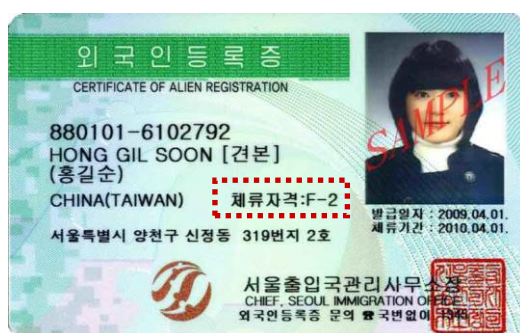 외국인등록증
CERTIFICATE OF ALIEN REGISTRATION
880101-6102792
HONG GIL SOON [견본]
(홍길순)
CHINA(TAIWAN) 체류자격:F-2
서울특별시 양천구 신정동 319번지 2호
SAMPLE
발급일자 : 2009.04.01.
체류기간 : 2010.04.01.
서울출입국관리사무소장
CHIEF, SEOUL IMMIGRATION OFFICE
외국인등록증 문의 ☎국번없이 1345